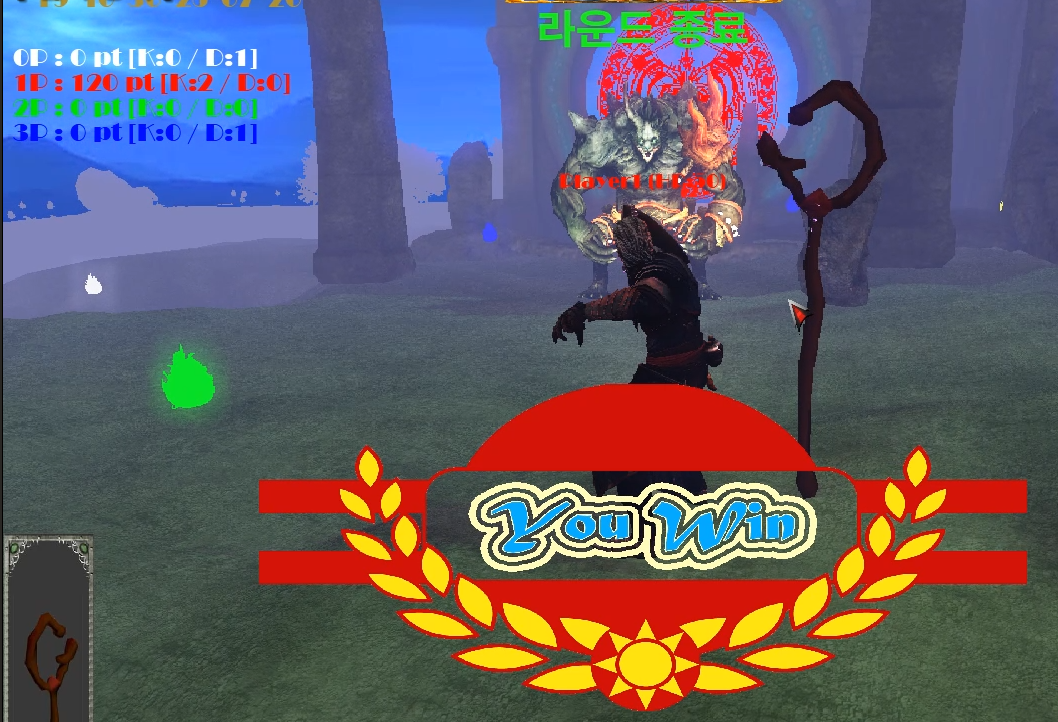 라운드 종료
0P : 0 pt [K:0 / D:1]
1P : 120 pt [K:2 / D:0]
2P : 0 pt [K:0 / D:0]
3P : 0 pt [K:0 / D:1]
You Win